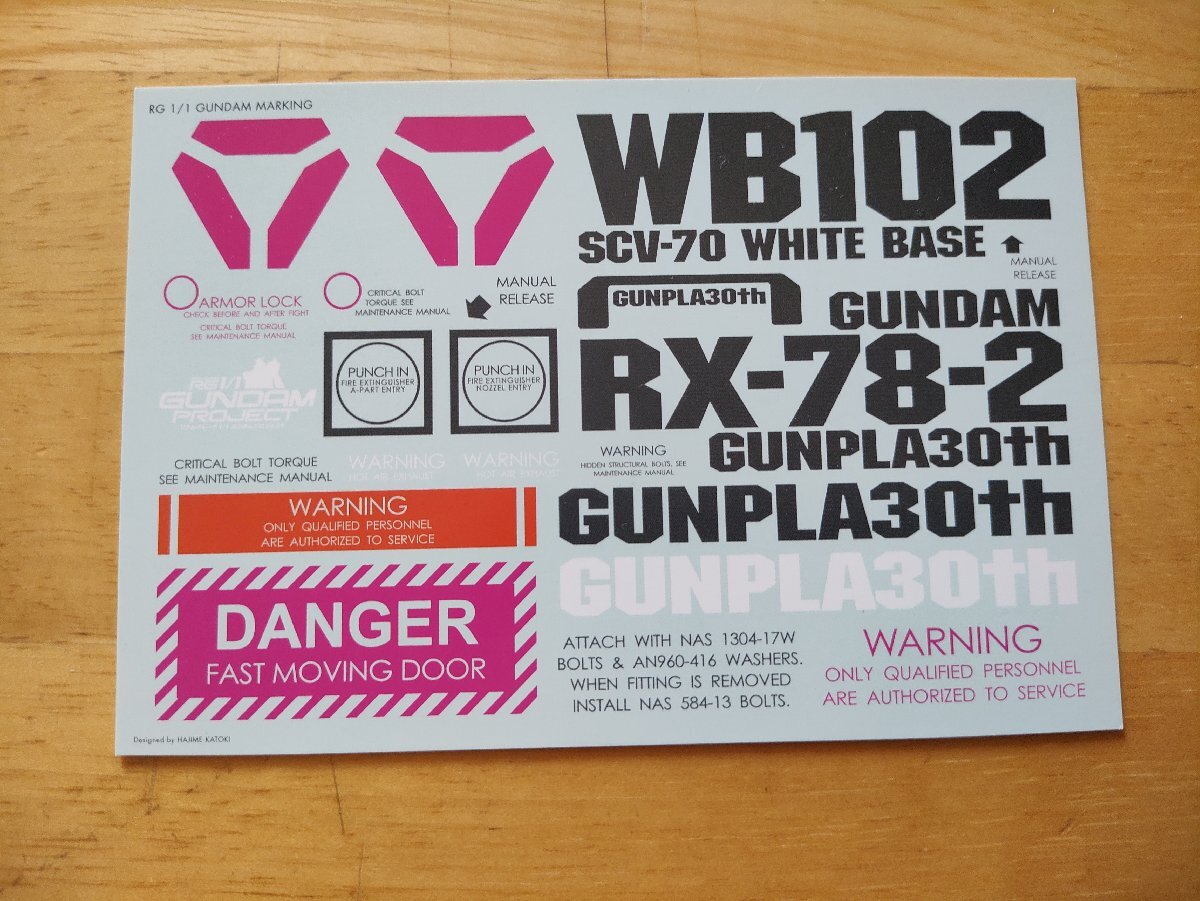 RG 1/1 GUNDAM MARKING
ARMOR LOCK
CHECK BEFORE AND AFTER FIGHT
CRITICAL BOLT TORQUE
SEE MAINTENANCE MANUAL
CRITICAL BOLT
TORQUE SEE
MAINTENANCE MANUAL
MANUAL
RELEASE
PUNCH IN
FIRE EXTINGUISHER
A-PART ENTRY
PUNCH IN
FIRE EXTINGUISHER
NOZZEL ENTRY
RG1/1
GUNDAM
PROJECT
CRITICAL BOLT TORQUE
SEE MAINTENANCE MANUAL
WARNING
HOT AIR EXHAUST
WARNING
HOT AIR EXHAUST
WARNING
ONLY QUALIFIED PERSONNEL
ARE AUTHORIZED TO SERVICE
DANGER
FAST MOVING DOOR
WB102
SCV-70 WHITE BASE
MANUAL
RELEASE
GUNPLA30th
GUNDAM
RX-78-2
GUNPLA30th
WARNING
HIDDEN STRUCTURAL BOLTS, SEE
MAINTENANCE MANUAL
GUNPLA30th
GUNPLA30th
ATTACH WITH NAS 1304-17W
BOLTS & AN960-416 WASHERS.
WHEN FITTING IS REMOVED
INSTALL NAS 584-13 BOLTS.
WARNING
ONLY QUALIFIED PERSONNEL
ARE AUTHORIZED TO SERVICE
Designed by HAJIME KATOKI